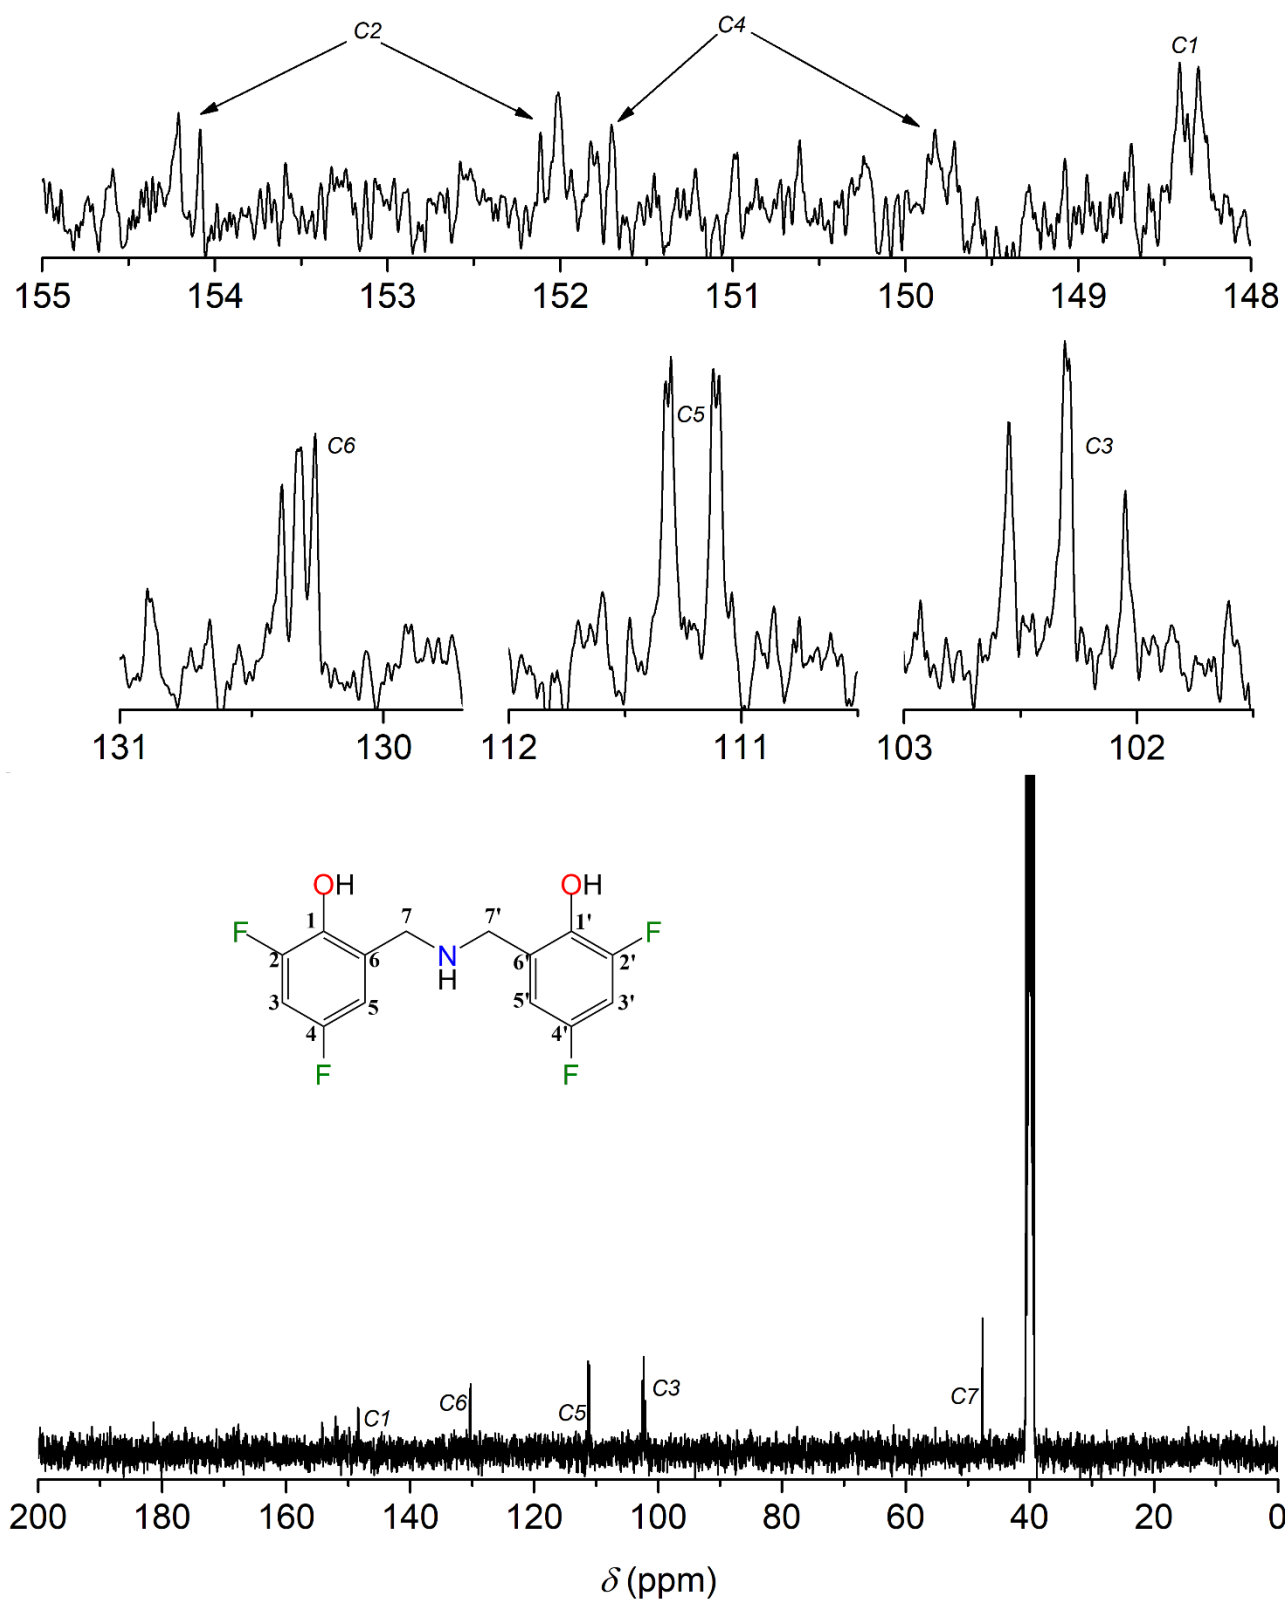 C2 C4 C1
155 154 153 152 151 150 149 148
C6 C5 C3
131 130 112 111 103 102
OH OH
1 7 7' 1'
F N F
2 6 H 6' 2'
3 5 5' 3'
4 4'
F F
C1 C6 C5 C3 C7
200 180 160 140 120 100 80 60 40 20 0
δ (ppm)